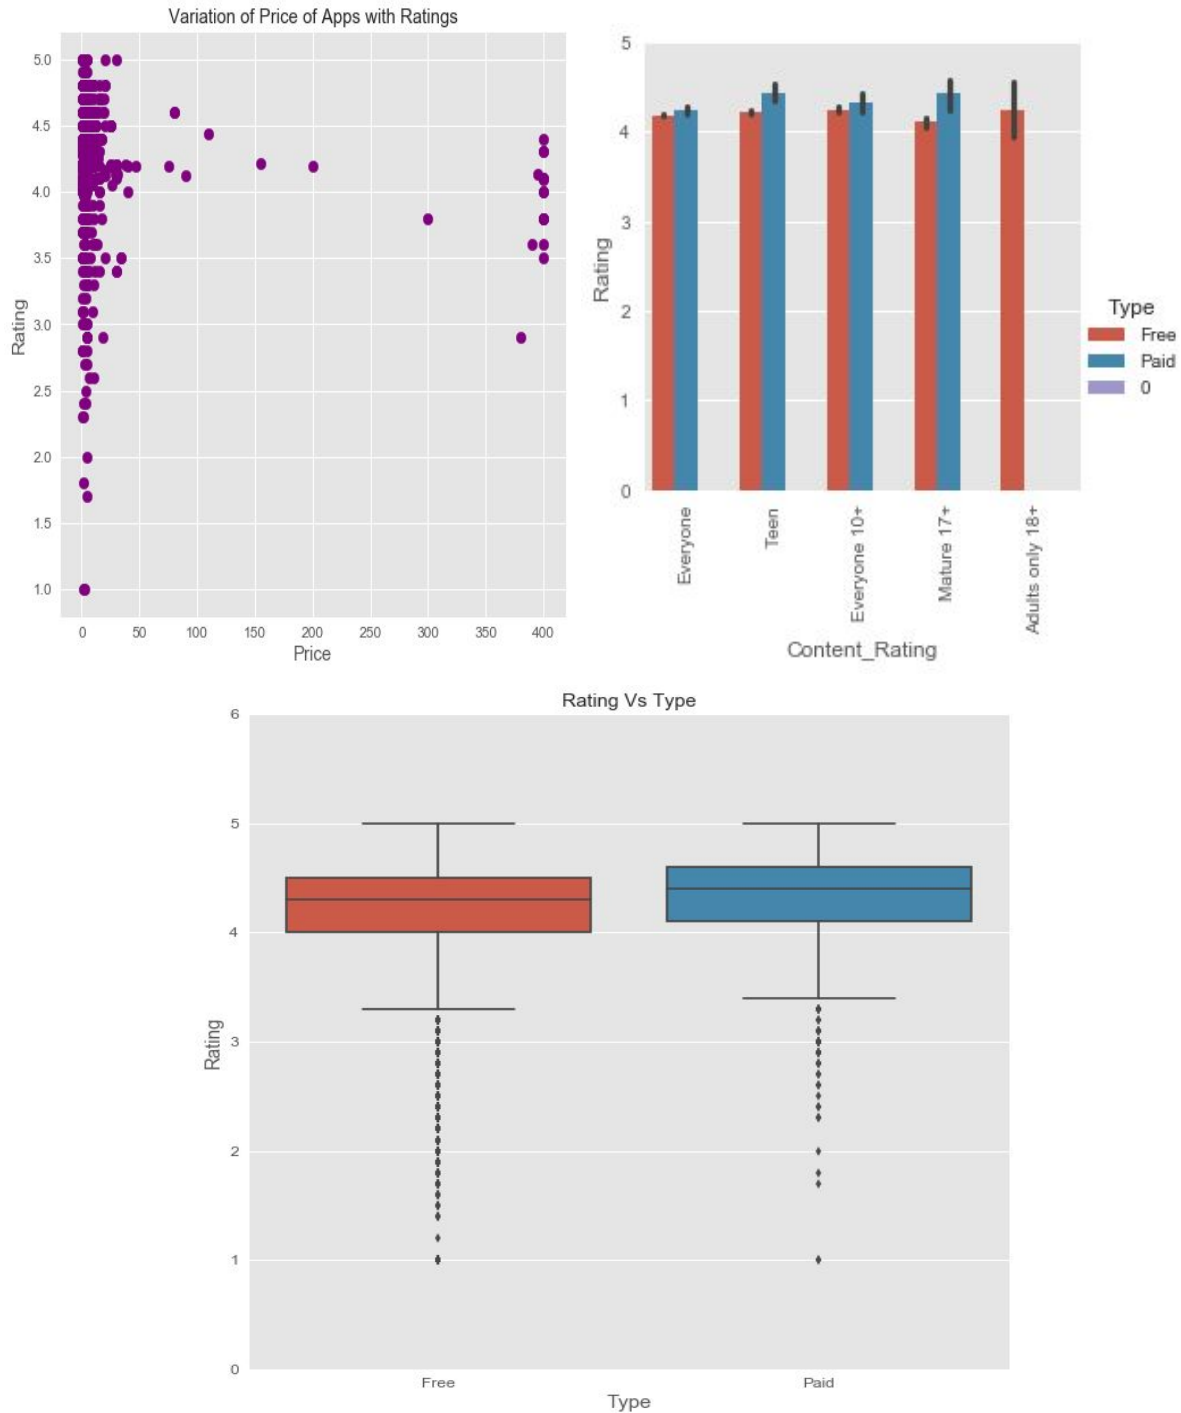 Variation of Price of Apps with Ratings
Rating
5.0
4.5
4.0
3.5
3.0
2.5
2.0
1.5
1.0
0 50 100 150 200 250 300 350 400
Price
Rating
5
4
3
2
1
0
Everyone
Teen
Everyone 10+
Mature 17+
Adults only 18+
Content_Rating
Type
Free
Paid
0
Rating Vs Type
Rating
6
5
4
3
2
1
0
Free Paid
Type